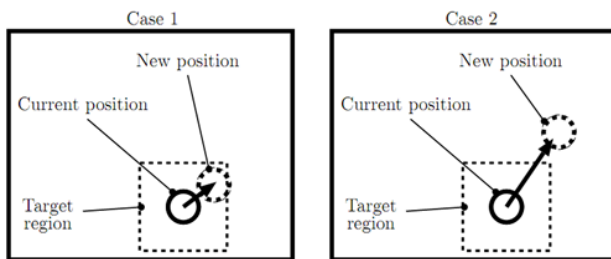 Case 1
New position
Current position
Target
region
Case 2
New position
Current position
Target
region